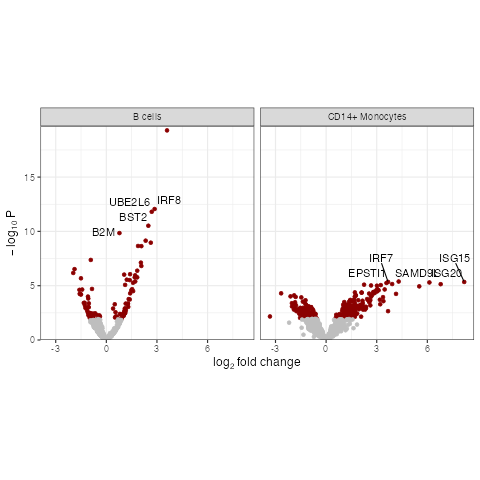 B cells
CD14+ Monocytes
UBE2L6 IRF8
BST2
B2M
IRF7 ISG15
EPSTI1 SAMD9L ISG20
15
10
5
0
-3 0 3 6
-3 0 3 6
− log10 P
log2 fold change